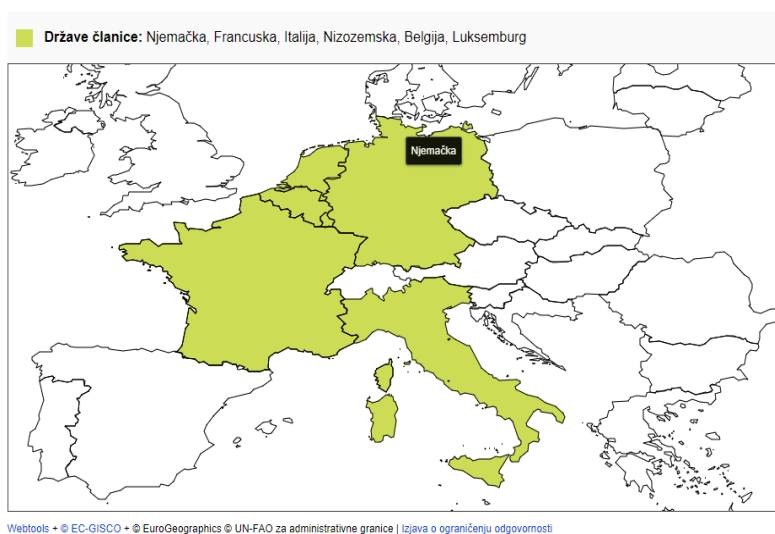 Države članice: Njemačka, Francuska, Italija, Nizozemska, Belgija, Luksemburg
Njemačka
Webtools + © EC-GISCO + © EuroGeographics © UN-FAO za administrativne granice | Izjava o ograničenju odgovornosti